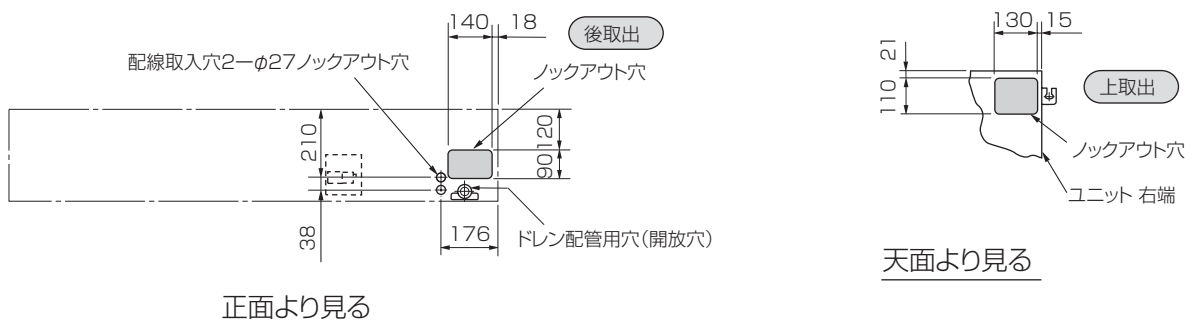 140 18
後取出
配線取入穴2ーφ27ノックアウト穴
ノックアウト穴
210
120
90
38
176
ドレン配管用穴(開放穴)
正面より見る
130 15
21
110
上取出
ノックアウト穴
ユニット 右端
天面より見る